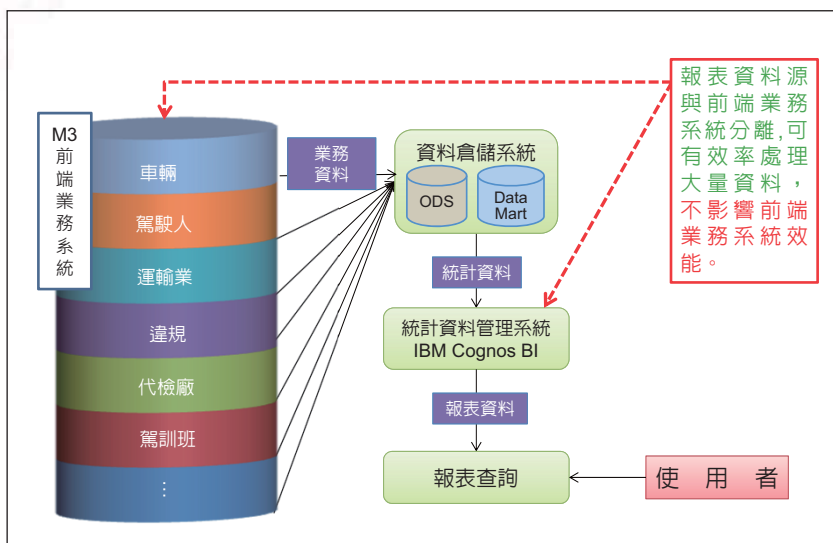 M3
前
端
業
務
系
統
車輛
駕駛人
運輸業
違規
代檢廠
駕訓班
⋮
業務
資料
資料倉儲系統
ODS
Data
Mart
統計資料
統計資料管理系統
IBM Cognos BI
報表資料
報表查詢
使用者
報表資料源
與前端業務
系統分離,可
有效率處理
大量資料，
不影響前端
業務系統效
能。